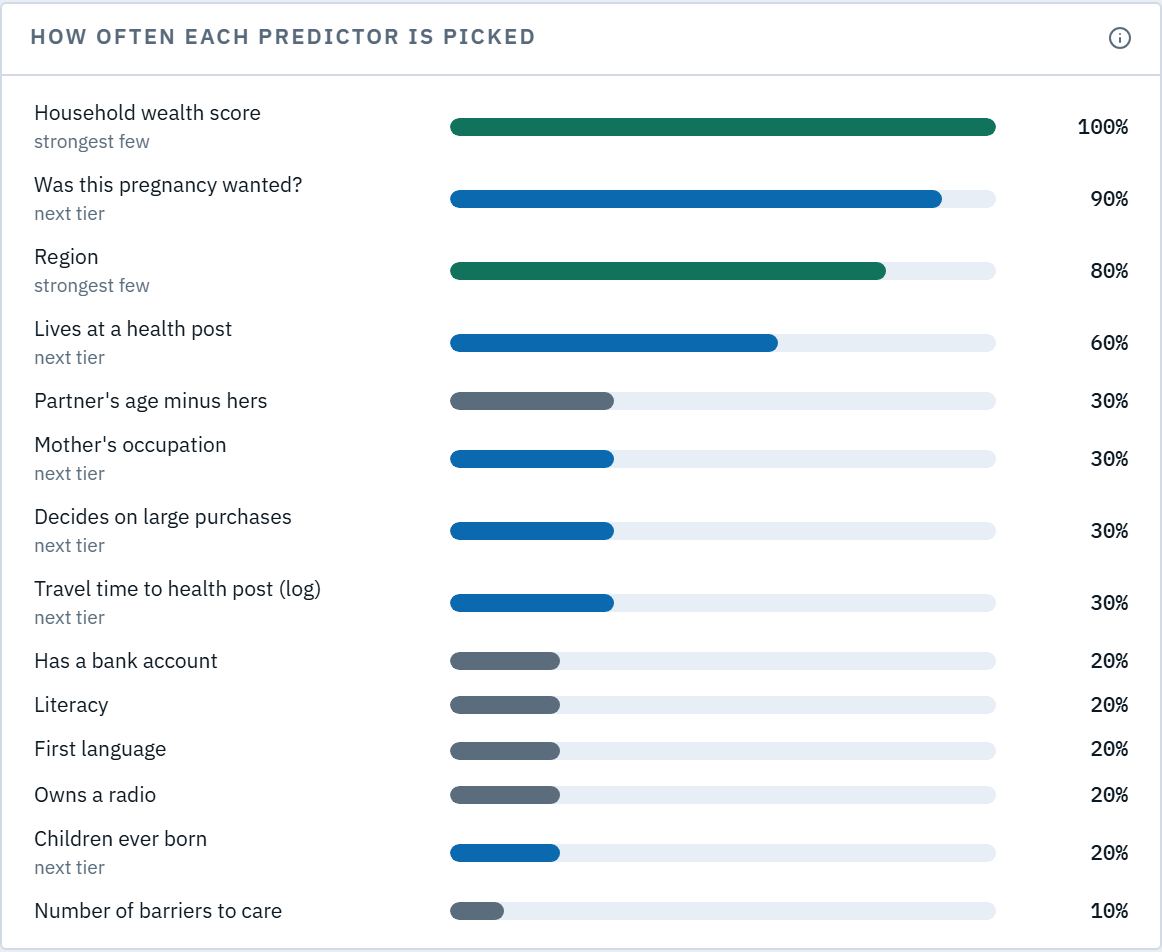 HOW OFTEN EACH PREDICTOR IS PICKED
Household wealth score
strongest few
100%
Was this pregnancy wanted?
next tier
90%
Region
strongest few
80%
Lives at a health post
next tier
60%
Partner's age minus hers
30%
Mother's occupation
next tier
30%
Decides on large purchases
next tier
30%
Travel time to health post (log)
next tier
30%
Has a bank account
20%
Literacy
20%
First language
20%
Owns a radio
20%
Children ever born
next tier
20%
Number of barriers to care
10%